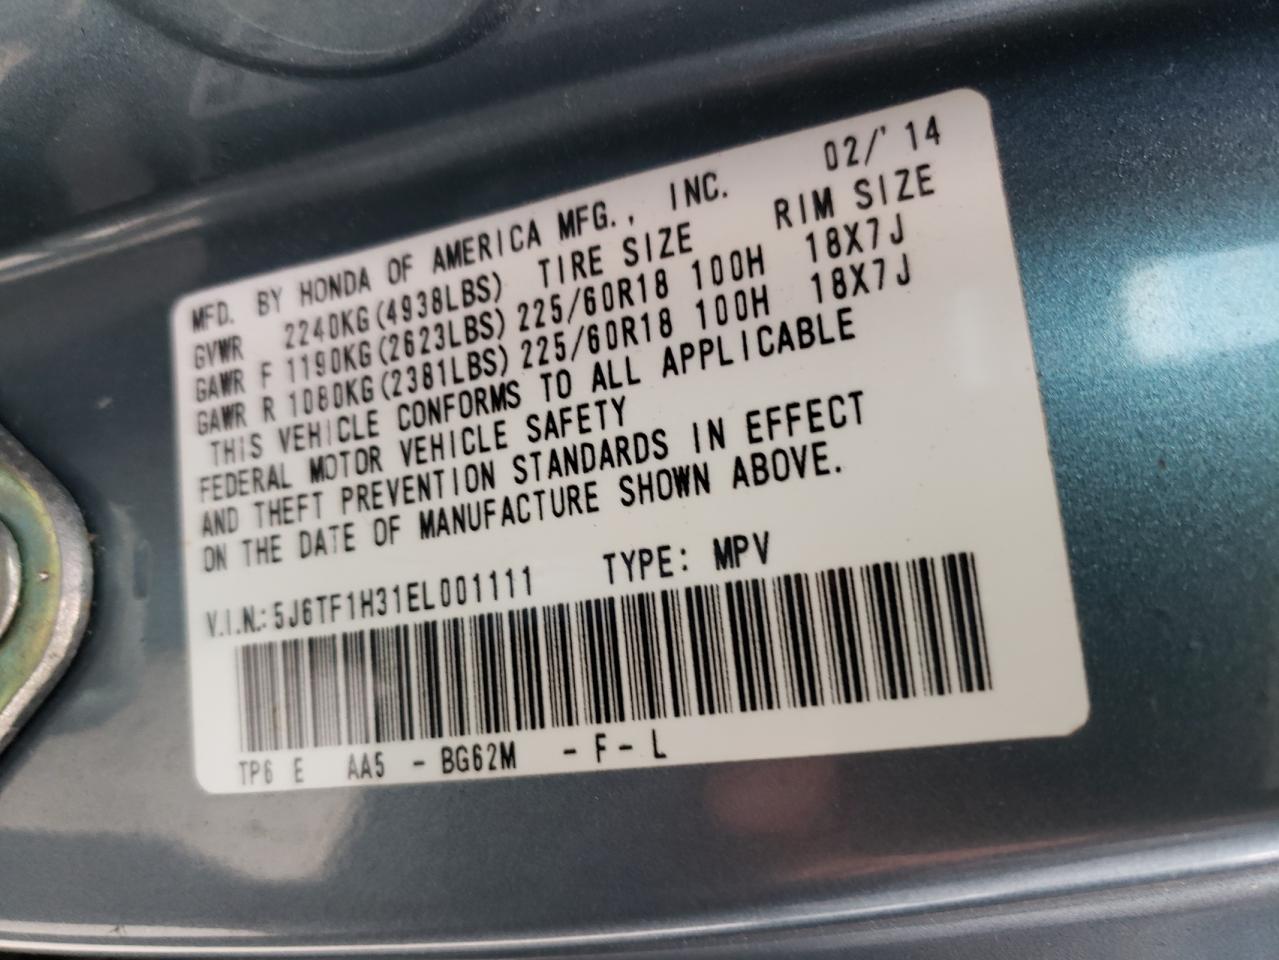 MFD. BY HONDA OF AMERICA MFG., INC. 02/'14
GVWR 2240KG(4938LBS) TIRE SIZE RIM SIZE
GAWR F 1190KG(2623LBS) 225/60R18 100H 18X7J
GAWR R 1080KG(2381LBS) 225/60R18 100H 18X7J
THIS VEHICLE CONFORMS TO ALL APPLICABLE
FEDERAL MOTOR VEHICLE SAFETY
AND THEFT PREVENTION STANDARDS IN EFFECT
ON THE DATE OF MANUFACTURE SHOWN ABOVE.
V.I.N.: 5J6TF1H31EL001111 TYPE: MPV
TP6 E AA5 - BG62M - F - L